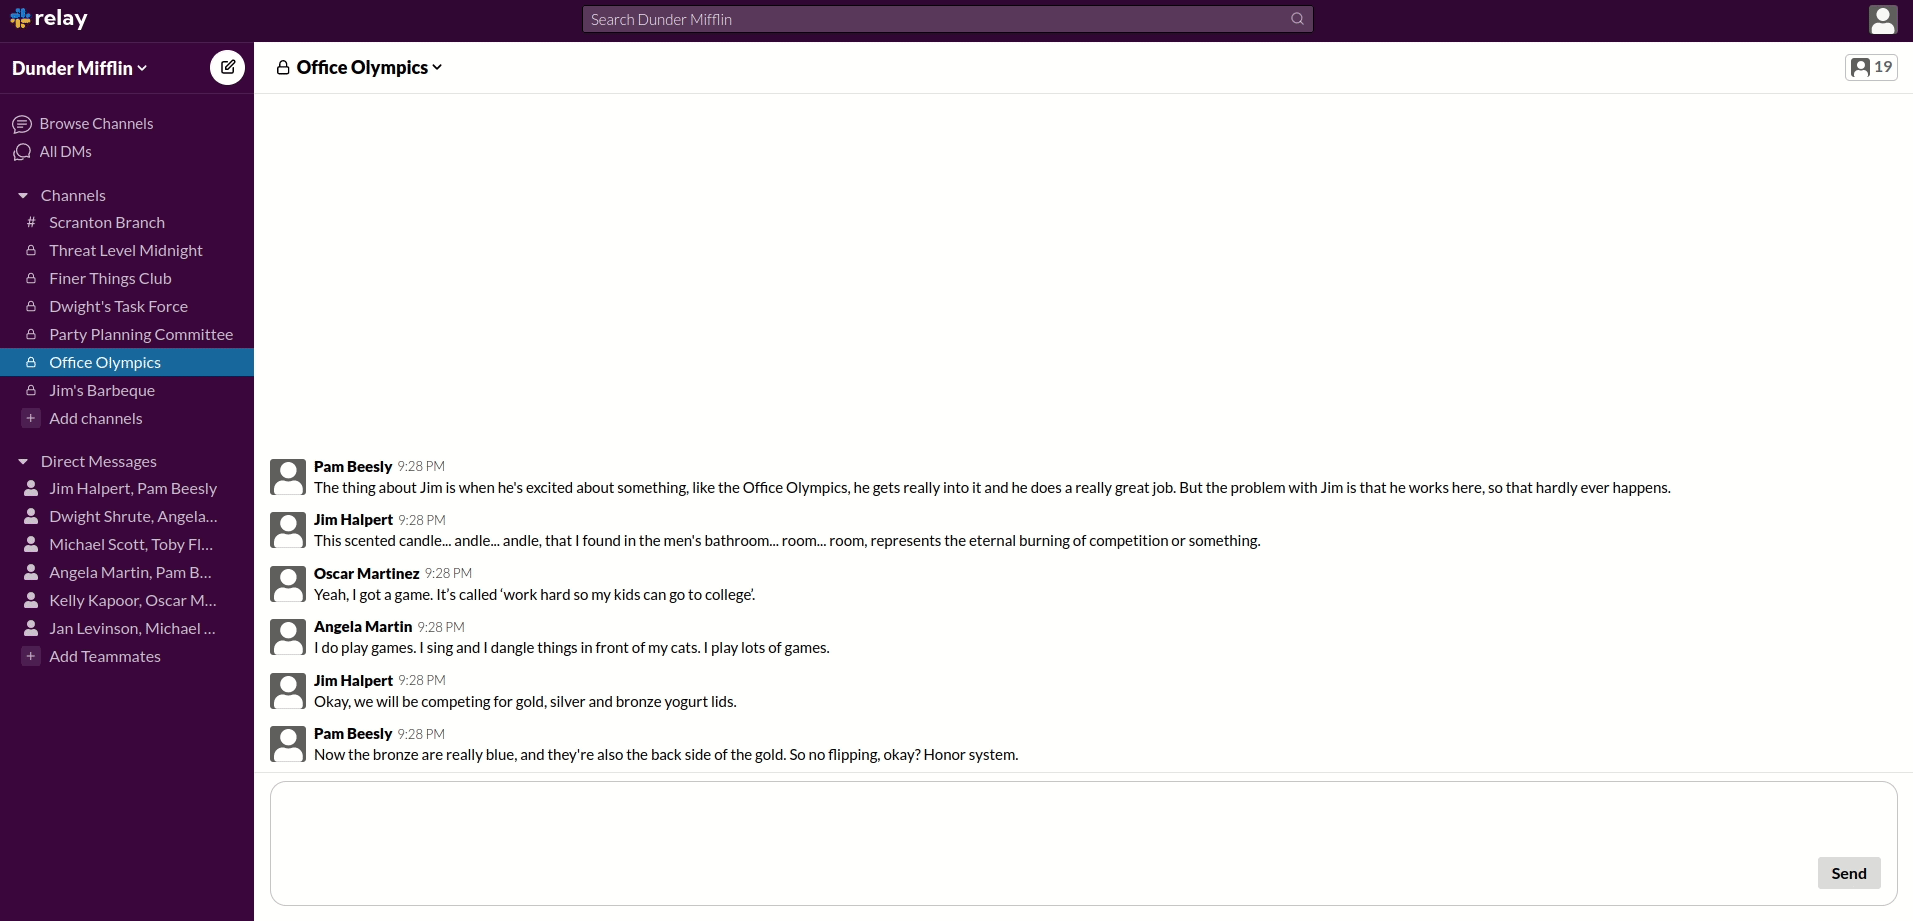 relay
Search Dunder Mifflin
Dunder Mifflin
Office Olympics
19
Browse Channels
All DMs
Channels
# Scranton Branch
Threat Level Midnight
Finer Things Club
Dwight's Task Force
Party Planning Committee
Office Olympics
Jim's Barbeque
+ Add channels
Direct Messages
Jim Halpert, Pam Beesly
Dwight Shrute, Angela...
Michael Scott, Toby Fl...
Angela Martin, Pam B...
Kelly Kapoor, Oscar M...
Jan Levinson, Michael ...
+ Add Teammates
Pam Beesly 9:28 PM
The thing about Jim is when he's excited about something, like the Office Olympics, he gets really into it and he does a really great job. But the problem with Jim is that he works here, so that hardly ever happens.
Jim Halpert 9:28 PM
This scented candle... andle... andle, that I found in the men's bathroom... room... room, represents the eternal burning of competition or something.
Oscar Martinez 9:28 PM
Yeah, I got a game. It’s called ‘work hard so my kids can go to college’.
Angela Martin 9:28 PM
I do play games. I sing and I dangle things in front of my cats. I play lots of games.
Jim Halpert 9:28 PM
Okay, we will be competing for gold, silver and bronze yogurt lids.
Pam Beesly 9:28 PM
Now the bronze are really blue, and they're also the back side of the gold. So no flipping, okay? Honor system.
Send